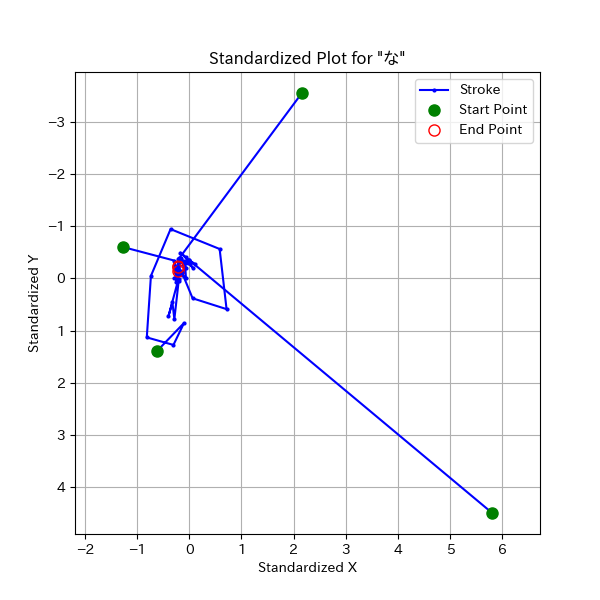 Standardized Plot for "な"
Stroke
Start Point
End Point
Standardized Y
−3
−2
−1
0
1
2
3
4
−2 −1 0 1 2 3 4 5 6
Standardized X